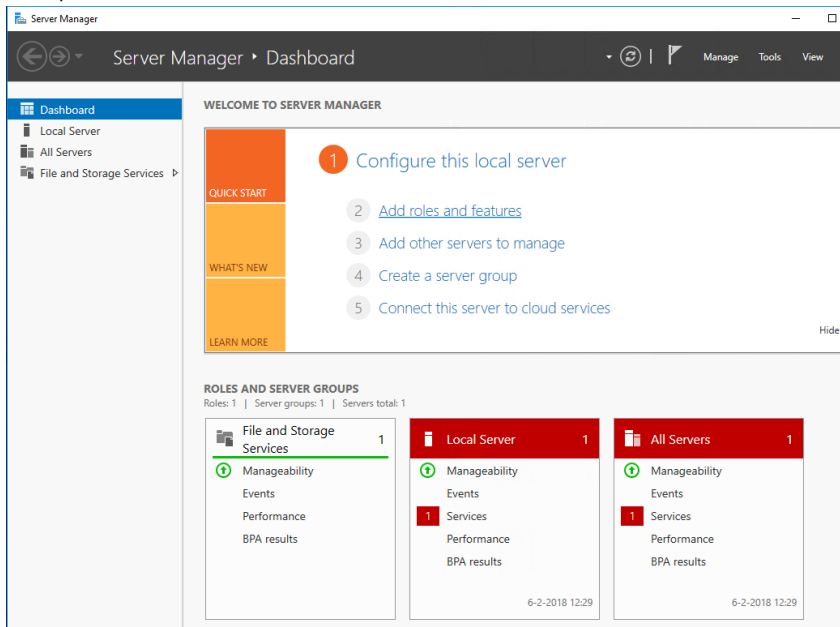 Server Manager
Server Manager ‣ Dashboard
Manage Tools View
Dashboard
Local Server
All Servers
File and Storage Services
WELCOME TO SERVER MANAGER
QUICK START
WHAT'S NEW
LEARN MORE
1 Configure this local server
2 Add roles and features
3 Add other servers to manage
4 Create a server group
5 Connect this server to cloud services
Hide
ROLES AND SERVER GROUPS
Roles: 1 | Server groups: 1 | Servers total: 1
File and Storage
Services
1
Manageability
Events
Performance
BPA results
Local Server 1
Manageability
Events
1 Services
Performance
BPA results
6-2-2018 12:29
All Servers 1
Manageability
Events
1 Services
Performance
BPA results
6-2-2018 12:29